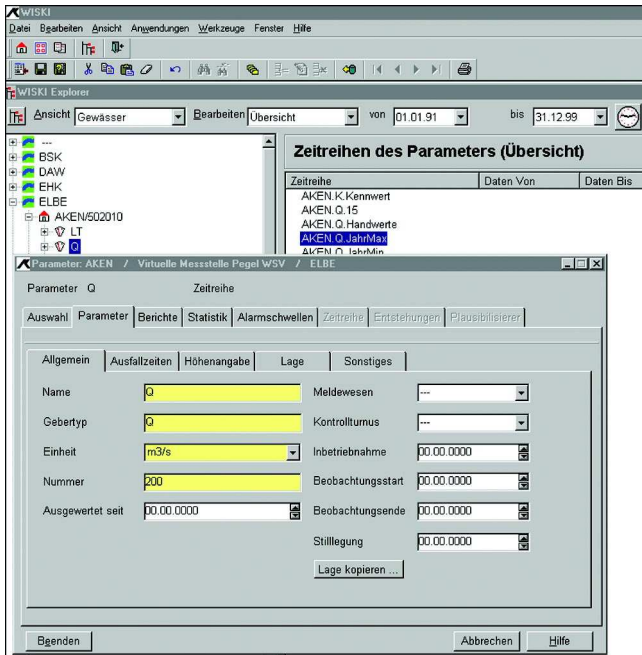 WISKI
Datei Bearbeiten Ansicht Anwendungen Werkzeuge Fenster Hilfe
WISKI Explorer
Ansicht Gewässer Bearbeiten Übersicht von 01.01.91 bis 31.12.99
---
BSK
DAW
EHK
ELBE
AKEN/502010
LT
Q
Zeitreihen des Parameters (Übersicht)
Zeitreihe Daten Von Daten Bis
AKEN.K.Kennwert
AKEN.Q.15
AKEN.Q.Handwerte
AKEN.Q.JahrMax
AKEN.Q.JahrMin
Parameter: AKEN / Virtuelle Messstelle Pegel WSV / ELBE
Parameter Q Zeitreihe
Auswahl Parameter Berichte Statistik Alarmschwellen Zeitreihe Entstehungen Plausibilisierer
Allgemein Ausfallzeiten Höhenangabe Lage Sonstiges
Name Q Meldewesen ---
Gebertyp Q Kontrollturnus ---
Einheit m3/s Inbetriebnahme 00.00.0000
Nummer 200 Beobachtungsstart 00.00.0000
Ausgewertet seit 00.00.0000 Beobachtungsende 00.00.0000
Stilllegung 00.00.0000
Lage kopieren ...
Beenden Abbrechen Hilfe